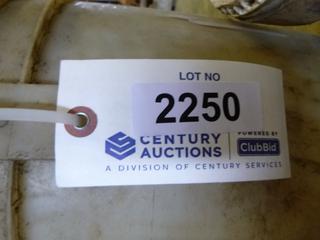 LOT NO
2250
CENTURY POWERED BY
AUCTIONS ClubBid
A DIVISION OF CENTURY SERVICES